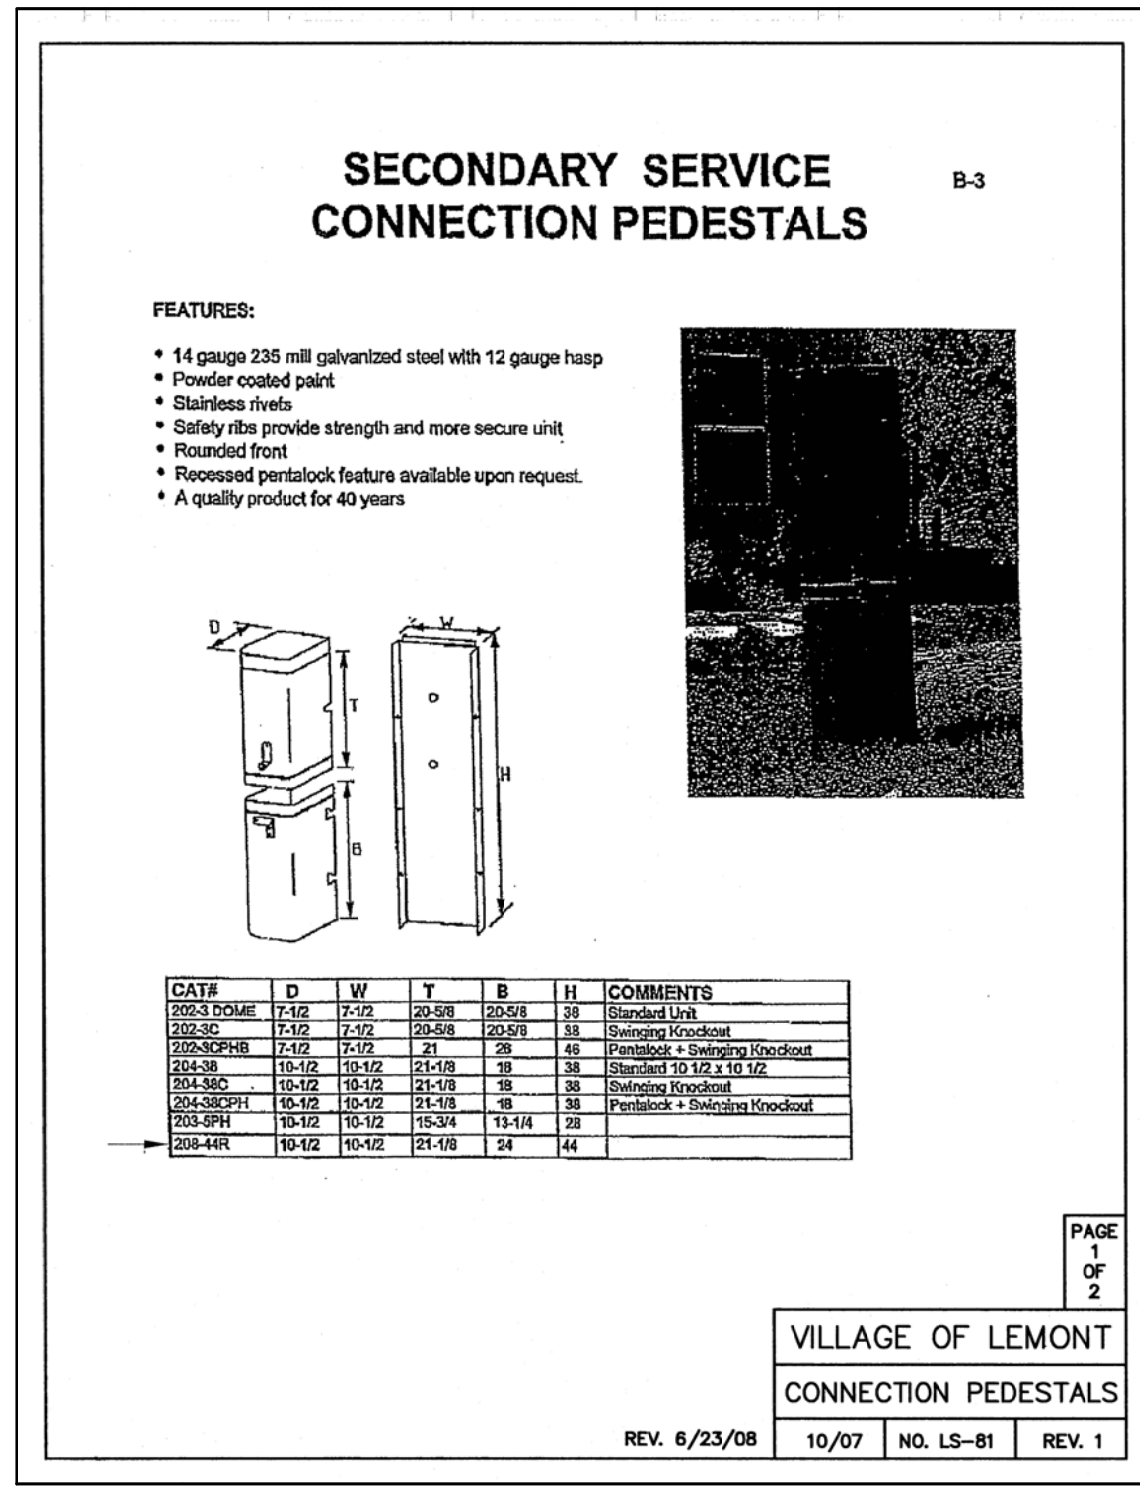 SECONDARY SERVICE
CONNECTION PEDESTALS
B-3
FEATURES:
• 14 gauge 235 mill galvanized steel with 12 gauge hasp
• Powder coated paint
• Stainless rivets
• Safety ribs provide strength and more secure unit
• Rounded front
• Recessed pentalock feature available upon request.
• A quality product for 40 years
D
T
B
W
H
CAT# D W T B H COMMENTS
202-3 DOME 7-1/2 7-1/2 20-5/8 20-5/8 38 Standard Unit
202-3C 7-1/2 7-1/2 20-5/8 20-5/8 38 Swinging Knockout
202-3CPHB 7-1/2 7-1/2 21 28 46 Pentalock + Swinging Knockout
204-38 10-1/2 10-1/2 21-1/8 18 38 Standard 10 1/2 x 10 1/2
204-38C 10-1/2 10-1/2 21-1/8 18 38 Swinging Knockout
204-38CPH 10-1/2 10-1/2 21-1/8 18 38 Pentalock + Swinging Knockout
203-5PH 10-1/2 10-1/2 15-3/4 13-1/4 28
208-44R 10-1/2 10-1/2 21-1/8 24 44
PAGE
1
OF
2
VILLAGE OF LEMONT
CONNECTION PEDESTALS
REV. 6/23/08 10/07 NO. LS-81 REV. 1